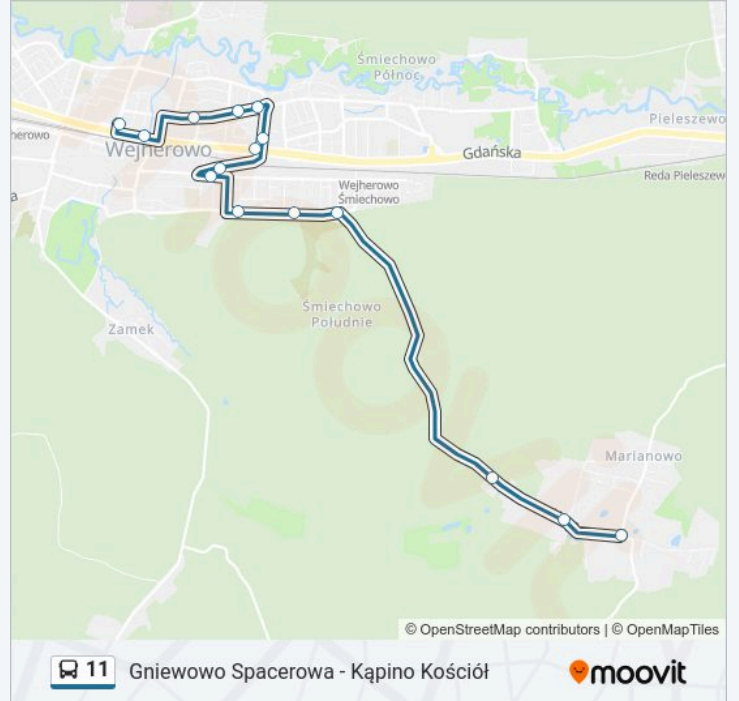 Śmiechowo
Północ
Pieleszewo
herowo
Wejherowo
Gdańska
Reda Pieleszew
a
Wejherowo
Śmiechowo
Śmiechowo
Południe
Zamek
Marianowo
© OpenStreetMap contributors | © OpenMapTiles
11 Gniewowo Spacerowa - Kąpino Kościół moovit